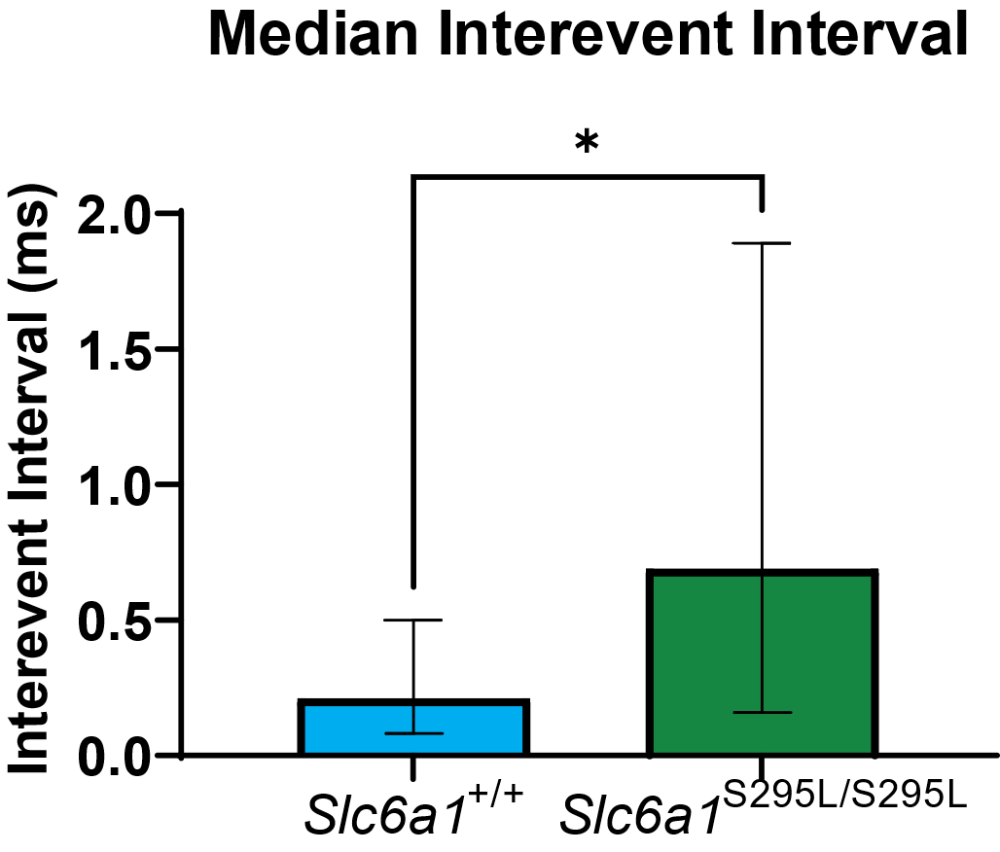 Median Interevent Interval
*
Interevent Interval (ms)
2.0
1.5
1.0
0.5
0.0
Slc6a1+/+
Slc6a1S295L/S295L